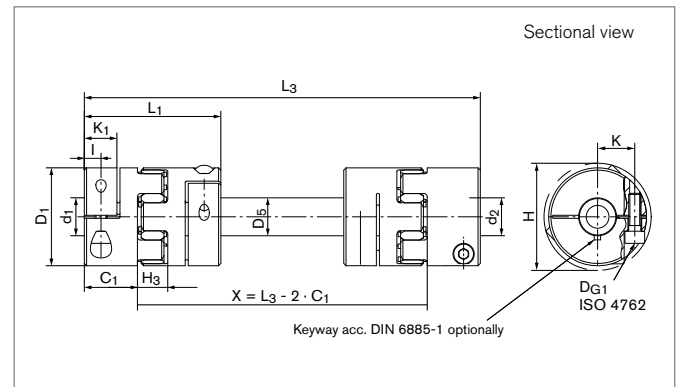 Sectional view
L3
L1
K1
I
K
D1
d1
D5
d2
H
C1
H3
X = L3 - 2 · C1
DG1
ISO 4762
Keyway acc. DIN 6885-1 optionally